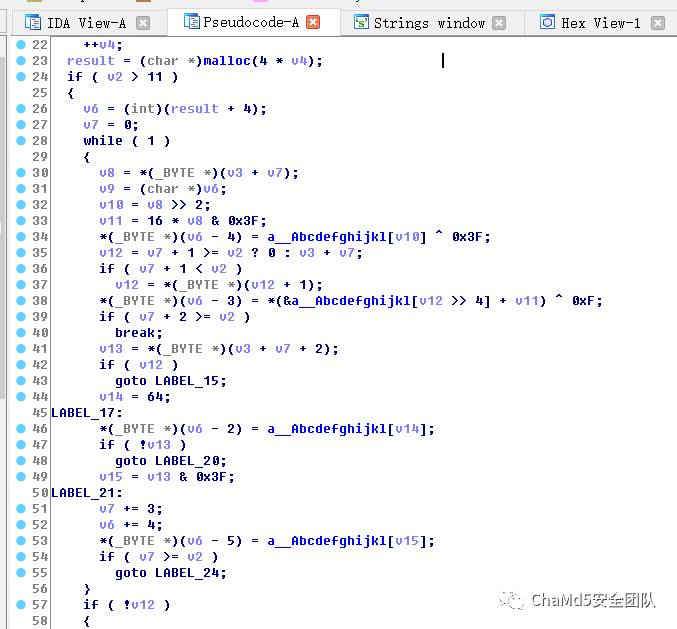 IDA View-A Pseudocode-A Strings window Hex View-1
22 ++v4;
23 result = (char *)malloc(4 * v4);
24 if ( v2 > 11 )
25 {
26 v6 = (int)(result + 4);
27 v7 = 0;
28 while ( 1 )
29 {
30 v8 = *(_BYTE *)(v3 + v7);
31 v9 = (char *)v6;
32 v10 = v8 >> 2;
33 v11 = 16 * v8 & 0x3F;
34 *(_BYTE *)(v6 - 4) = a__Abcdefghijkl[v10] ^ 0x3F;
35 v12 = v7 + 1 >= v2 ? 0 : v3 + v7;
36 if ( v7 + 1 < v2 )
37 v12 = *(_BYTE *)(v12 + 1);
38 *(_BYTE *)(v6 - 3) = *(&a__Abcdefghijkl[v12 >> 4] + v11) ^ 0xF;
39 if ( v7 + 2 >= v2 )
40 break;
41 v13 = *(_BYTE *)(v3 + v7 + 2);
42 if ( v12 )
43 goto LABEL_15;
44 v14 = 64;
45 LABEL_17:
46 *(_BYTE *)(v6 - 2) = a__Abcdefghijkl[v14];
47 if ( !v13 )
48 goto LABEL_20;
49 v15 = v13 & 0x3F;
50 LABEL_21:
51 v7 += 3;
52 v6 += 4;
53 *(_BYTE *)(v6 - 5) = a__Abcdefghijkl[v15];
54 if ( v7 >= v2 )
55 goto LABEL_24;
56 }
57 if ( !v12 )
58 {
ChaMd5安全团队